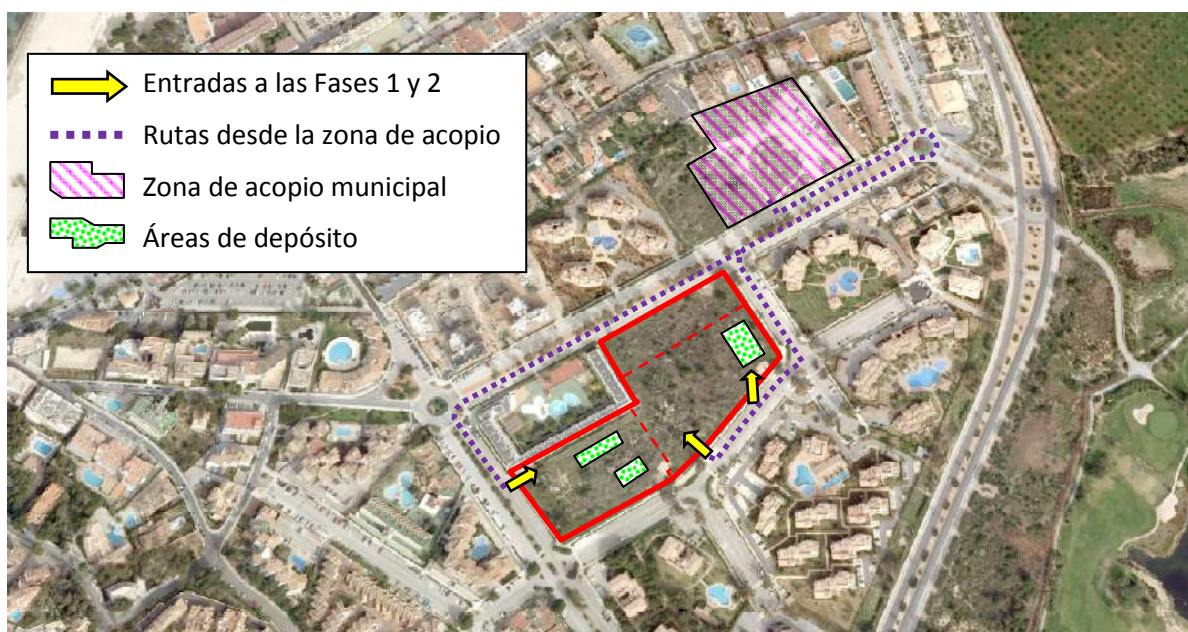 Entradas a las Fases 1 y 2
Rutas desde la zona de acopio
Zona de acopio municipal
Áreas de depósito